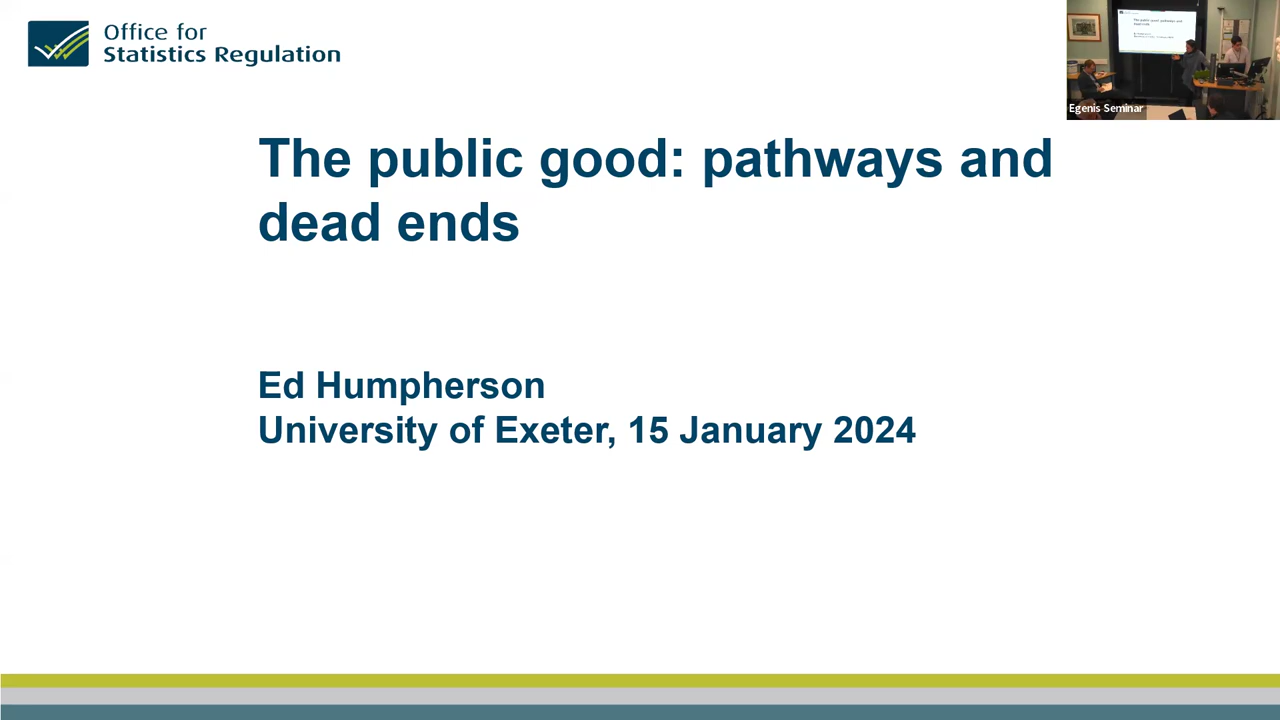 Office for
Statistics Regulation
Egenis Seminar
The public good: pathways and
dead ends
Ed Humpherson
University of Exeter, 15 January 2024